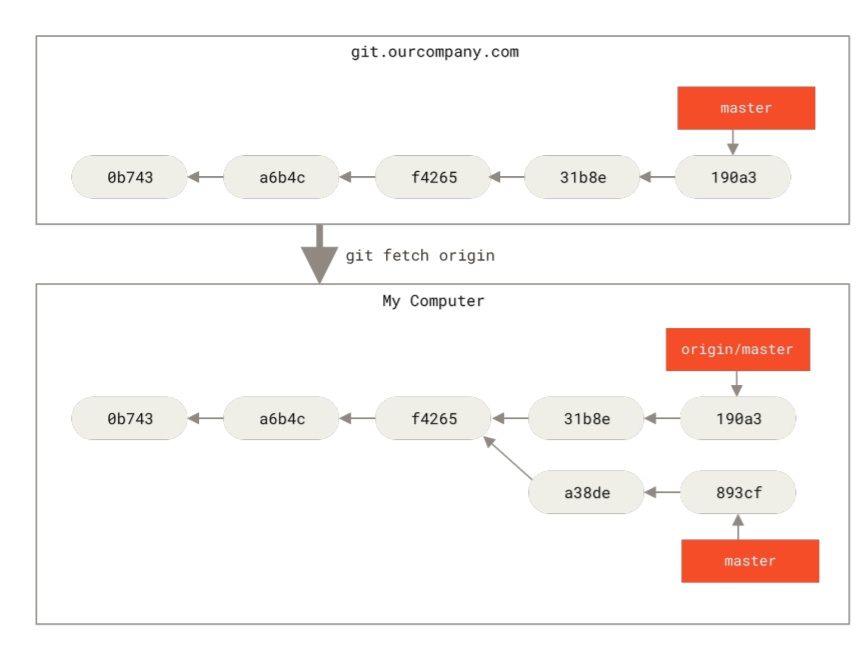 git.ourcompany.com
master
0b743 a6b4c f4265 31b8e 190a3
git fetch origin
My Computer
origin/master
0b743 a6b4c f4265 31b8e 190a3
a38de 893cf
master